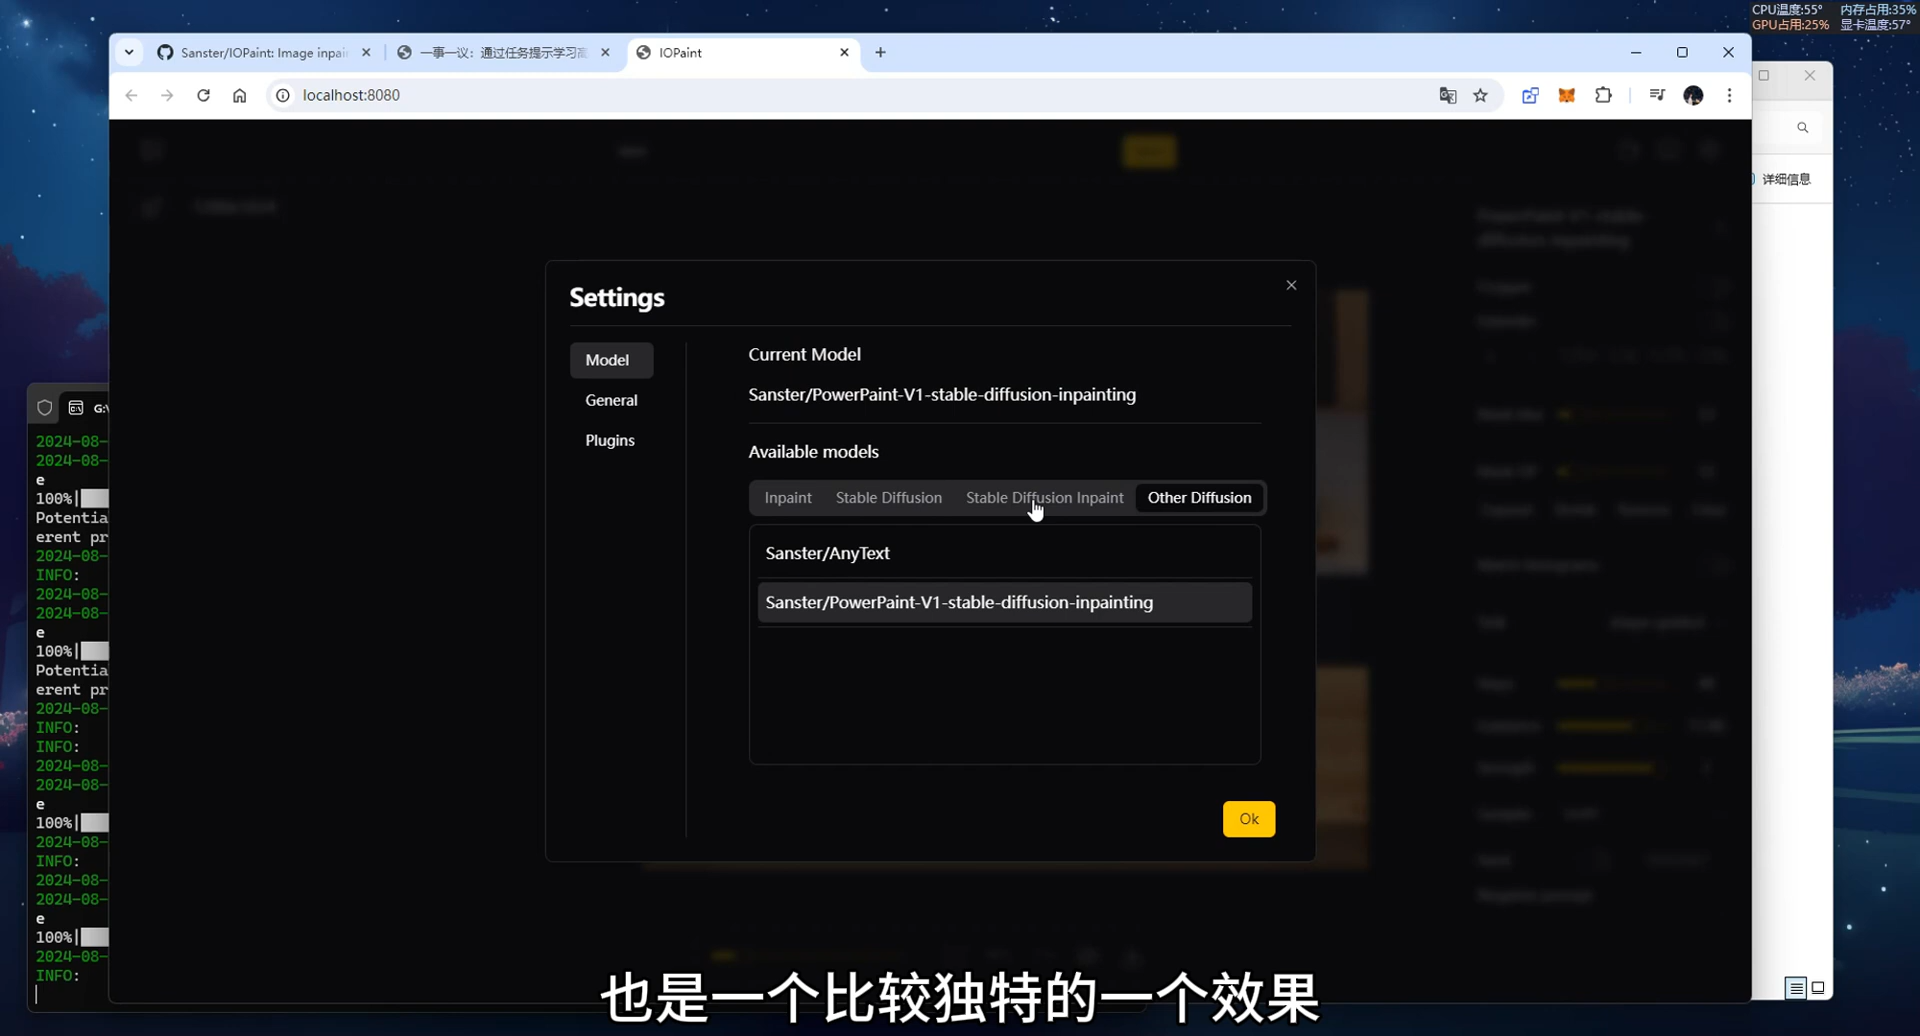 CPU温度:55° 内存占用:35%
GPU占用:25% 显卡温度:57°
Sanster/IOPaint: Image inpai
一事一议：通过任务提示学习高
IOPaint
localhost:8080
详细信息
Settings
Model
General
Plugins
Current Model
Sanster/PowerPaint-V1-stable-diffusion-inpainting
Available models
Inpaint Stable Diffusion Stable Diffusion Inpaint Other Diffusion
Sanster/AnyText
Sanster/PowerPaint-V1-stable-diffusion-inpainting
Ok
G:\
2024-08-
2024-08-
e
100%|
Potentia
erent pr
2024-08-
INFO:
2024-08-
2024-08-
e
100%|
Potentia
erent pr
2024-08-
INFO:
INFO:
2024-08-
2024-08-
e
100%|
2024-08-
INFO:
2024-08-
2024-08-
e
100%|
2024-08-
INFO:
也是一个比较独特的一个效果